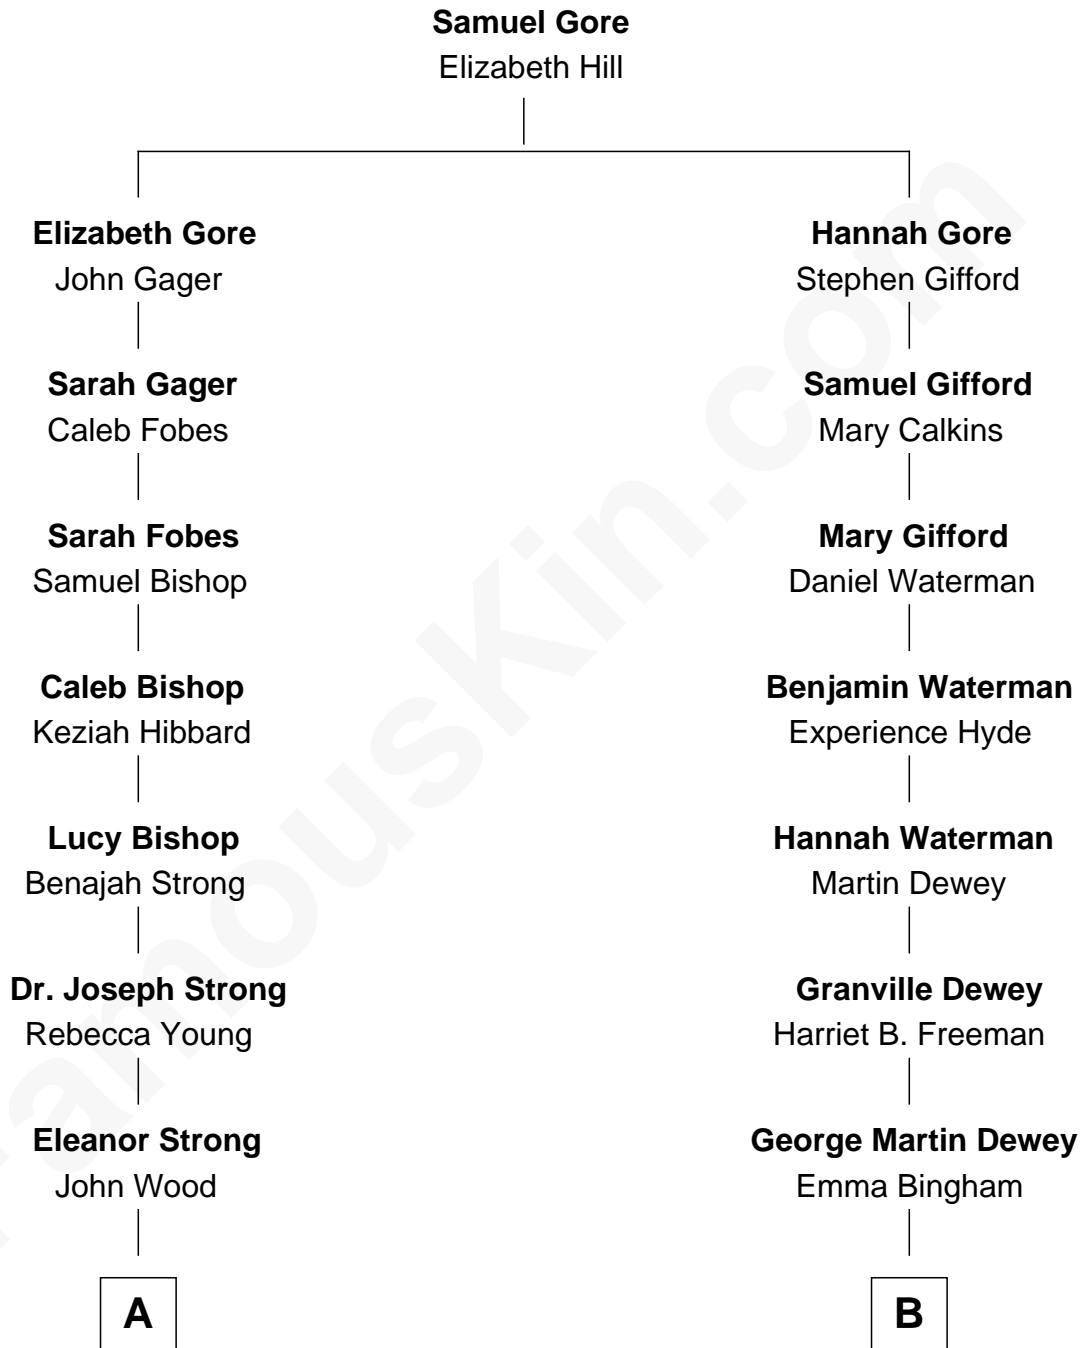 Samuel Gore
Elizabeth Hill
Elizabeth Gore
John Gager
Hannah Gore
Stephen Gifford
Sarah Gager
Caleb Fobes
Samuel Gifford
Mary Calkins
Sarah Fobes
Samuel Bishop
Mary Gifford
Daniel Waterman
Caleb Bishop
Keziah Hibbard
Benjamin Waterman
Experience Hyde
Lucy Bishop
Benajah Strong
Hannah Waterman
Martin Dewey
Dr. Joseph Strong
Rebecca Young
Granville Dewey
Harriet B. Freeman
Eleanor Strong
John Wood
George Martin Dewey
Emma Bingham
A
B
FamousKin.com